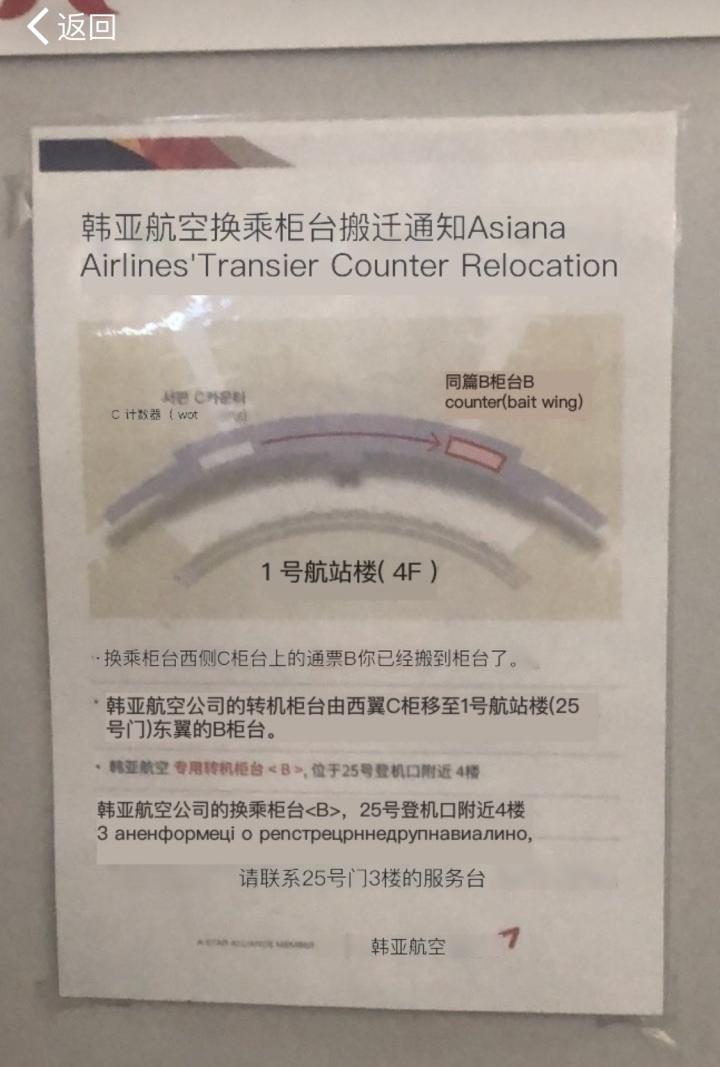 返回
韩亚航空换乘柜台搬迁通知Asiana
Airlines'Transier Counter Relocation
서편 C카운터
C 计数器 ( wot
同篇B柜台B
counter(bait wing)
1 号航站楼( 4F )
·换乘柜台西侧C柜台上的通票B你已经搬到柜台了。
韩亚航空公司的转机柜台由西翼C柜移至1号航站楼(25
号门)东翼的B柜台。
· 韩亚航空 专用转机柜台 < B >, 位于25号登机口附近 4楼
韩亚航空公司的换乘柜台<B>，25号登机口附近4楼
З аненформеці о репстрецрннедрупнавиалино,
请联系25号门3楼的服务台
A STAR ALLIANCE MEMBER
韩亚航空